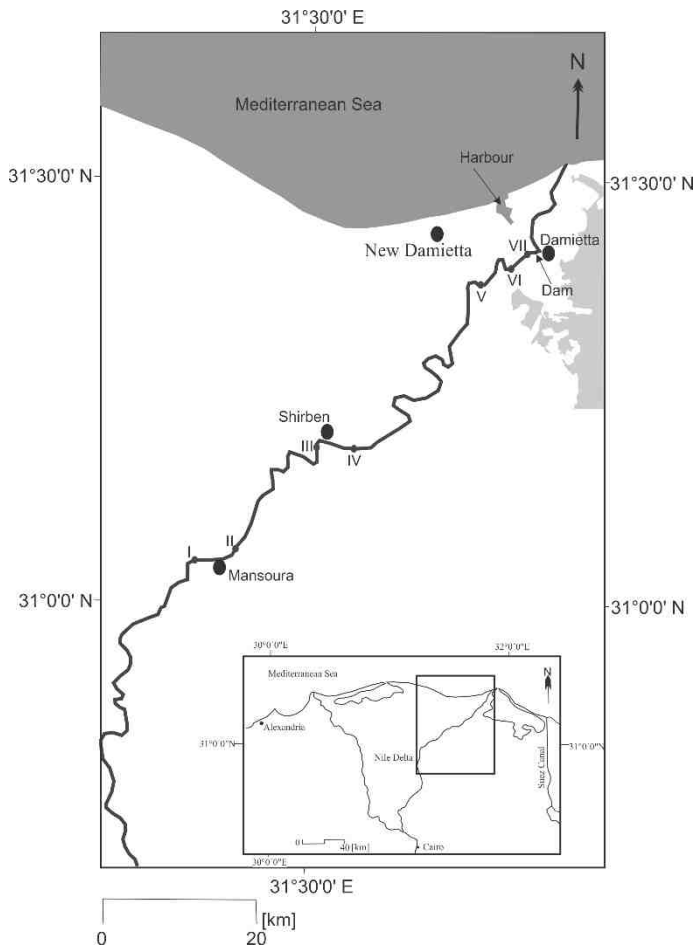 31°30'0' E
Mediterranean Sea
N
Harbour
31°30'0' N
31°30'0' N
New Damietta
VII
Damietta
VI
Dam
V
Shirben
III
IV
II
I
Mansoura
31°0'0' N
31°0'0' N
30°0'0"E
32°0'0"E
Mediterranean Sea
N
Alexandria
31°0'0"N
31°0'0"N
Nile Delta
Suez Canal
0
40 [km]
Cairo
30°0'0"E
31°30'0' E
[km]
0
20